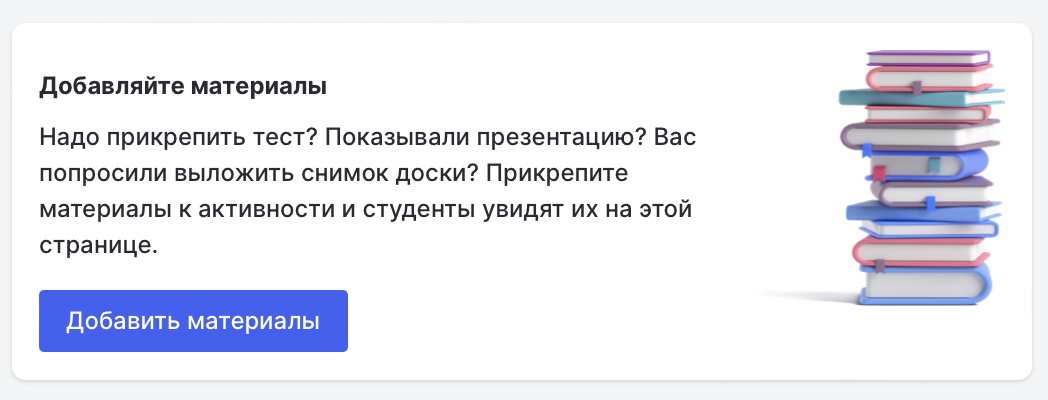 Добавляйте материалы
Надо прикрепить тест? Показывали презентацию? Вас
попросили выложить снимок доски? Прикрепите
материалы к активности и студенты увидят их на этой
странице.
Добавить материалы